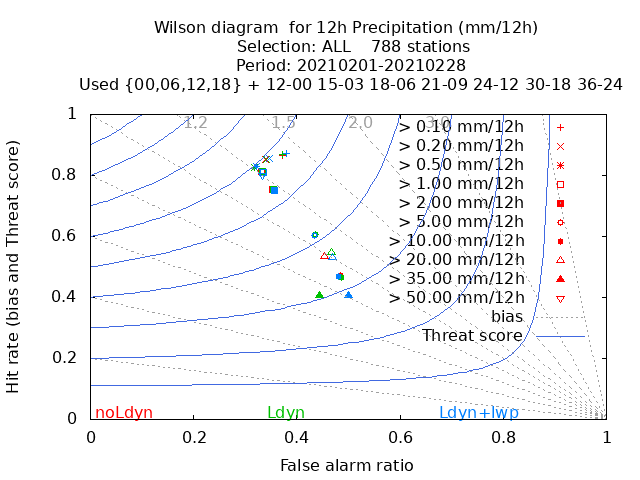 Wilson diagram  for 12h Precipitation (mm/12h)
Selection: ALL    788 stations
Period: 20210201-20210228
Used {00,06,12,18} + 12-00 15-03 18-06 21-09 24-12 30-18 36-24
Hit rate (bias and Threat score)
1
0.8
0.6
0.4
0.2
0
1.2
1.5
2.0
3.0
> 0.10 mm/12h
> 0.20 mm/12h
> 0.50 mm/12h
> 1.00 mm/12h
> 2.00 mm/12h
> 5.00 mm/12h
> 10.00 mm/12h
> 20.00 mm/12h
> 35.00 mm/12h
> 50.00 mm/12h
bias
Threat score
noLdyn
Ldyn
Ldyn+lwp
0 0.2 0.4 0.6 0.8 1
False alarm ratio